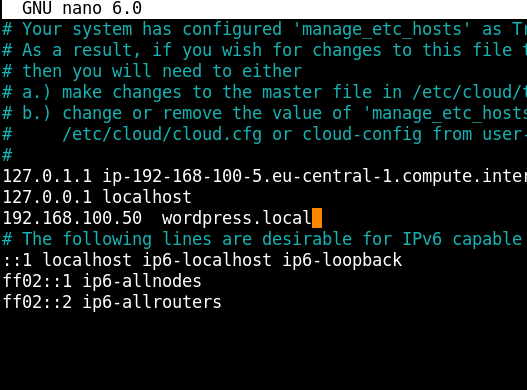 GNU nano 6.0
# Your system has configured 'manage_etc_hosts' as
# As a result, if you wish for changes to this file
# then you will need to either
# a.) make changes to the master file in /etc/cloud/
# b.) change or remove the value of 'manage_etc_hosts
#     /etc/cloud/cloud.cfg or cloud-config from user-
#
127.0.1.1 ip-192-168-100-5.eu-central-1.compute.inter
127.0.0.1 localhost
192.168.100.50  wordpress.local
# The following lines are desirable for IPv6 capable
::1 localhost ip6-localhost ip6-loopback
ff02::1 ip6-allnodes
ff02::2 ip6-allrouters